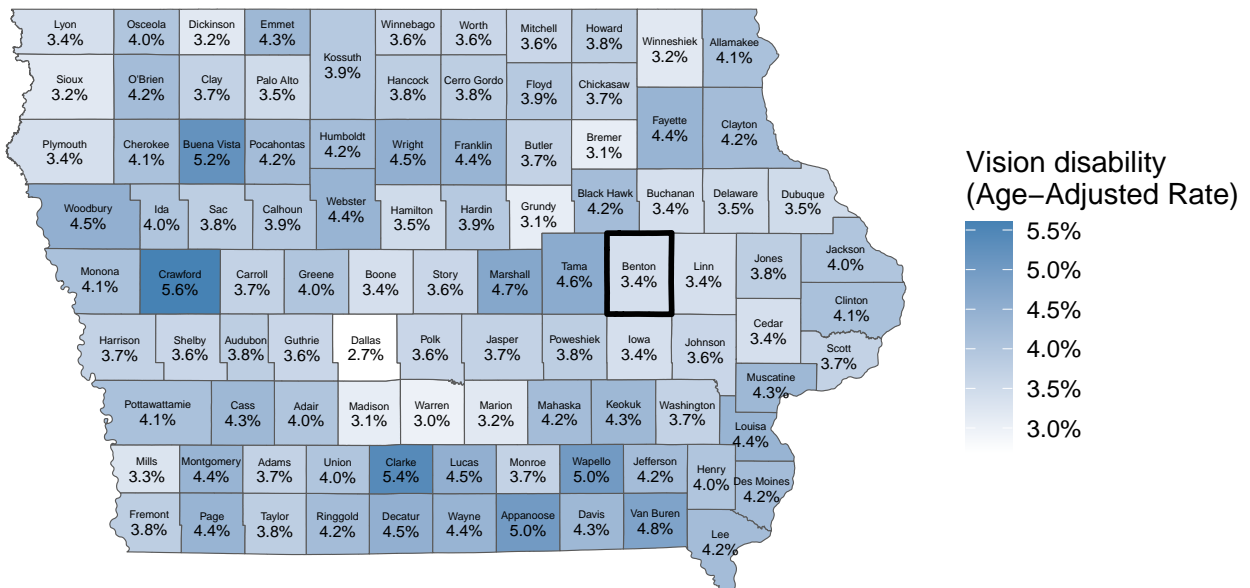 Lyon
3.4%
Osceola
4.0%
Dickinson
3.2%
Emmet
4.3%
Kossuth
3.9%
Winnebago
3.6%
Worth
3.6%
Mitchell
3.6%
Howard
3.8%
Winneshiek
3.2%
Allamakee
4.1%
Sioux
3.2%
O'Brien
4.2%
Clay
3.7%
Palo Alto
3.5%
Hancock
3.8%
Cerro Gordo
3.8%
Floyd
3.9%
Chickasaw
3.7%
Fayette
4.4%
Clayton
4.2%
Plymouth
3.4%
Cherokee
4.1%
Buena Vista
5.2%
Pocahontas
4.2%
Humboldt
4.2%
Wright
4.5%
Franklin
4.4%
Butler
3.7%
Bremer
3.1%
Woodbury
4.5%
Ida
4.0%
Sac
3.8%
Calhoun
3.9%
Webster
4.4%
Hamilton
3.5%
Hardin
3.9%
Grundy
3.1%
Black Hawk
4.2%
Buchanan
3.4%
Delaware
3.5%
Dubuque
3.5%
Monona
4.1%
Crawford
5.6%
Carroll
3.7%
Greene
4.0%
Boone
3.4%
Story
3.6%
Marshall
4.7%
Tama
4.6%
Benton
3.4%
Linn
3.4%
Jones
3.8%
Jackson
4.0%
Clinton
4.1%
Harrison
3.7%
Shelby
3.6%
Audubon
3.8%
Guthrie
3.6%
Dallas
2.7%
Polk
3.6%
Jasper
3.7%
Poweshiek
3.8%
Iowa
3.4%
Johnson
3.6%
Cedar
3.4%
Scott
3.7%
Muscatine
4.3%
Pottawattamie
4.1%
Cass
4.3%
Adair
4.0%
Madison
3.1%
Warren
3.0%
Marion
3.2%
Mahaska
4.2%
Keokuk
4.3%
Washington
3.7%
Louisa
4.4%
Mills
3.3%
Montgomery
4.4%
Adams
3.7%
Union
4.0%
Clarke
5.4%
Lucas
4.5%
Monroe
3.7%
Wapello
5.0%
Jefferson
4.2%
Henry
4.0%
Des Moines
4.2%
Fremont
3.8%
Page
4.4%
Taylor
3.8%
Ringgold
4.2%
Decatur
4.5%
Wayne
4.4%
Appanoose
5.0%
Davis
4.3%
Van Buren
4.8%
Lee
4.2%
Vision disability
(Age−Adjusted Rate)
5.5%
5.0%
4.5%
4.0%
3.5%
3.0%